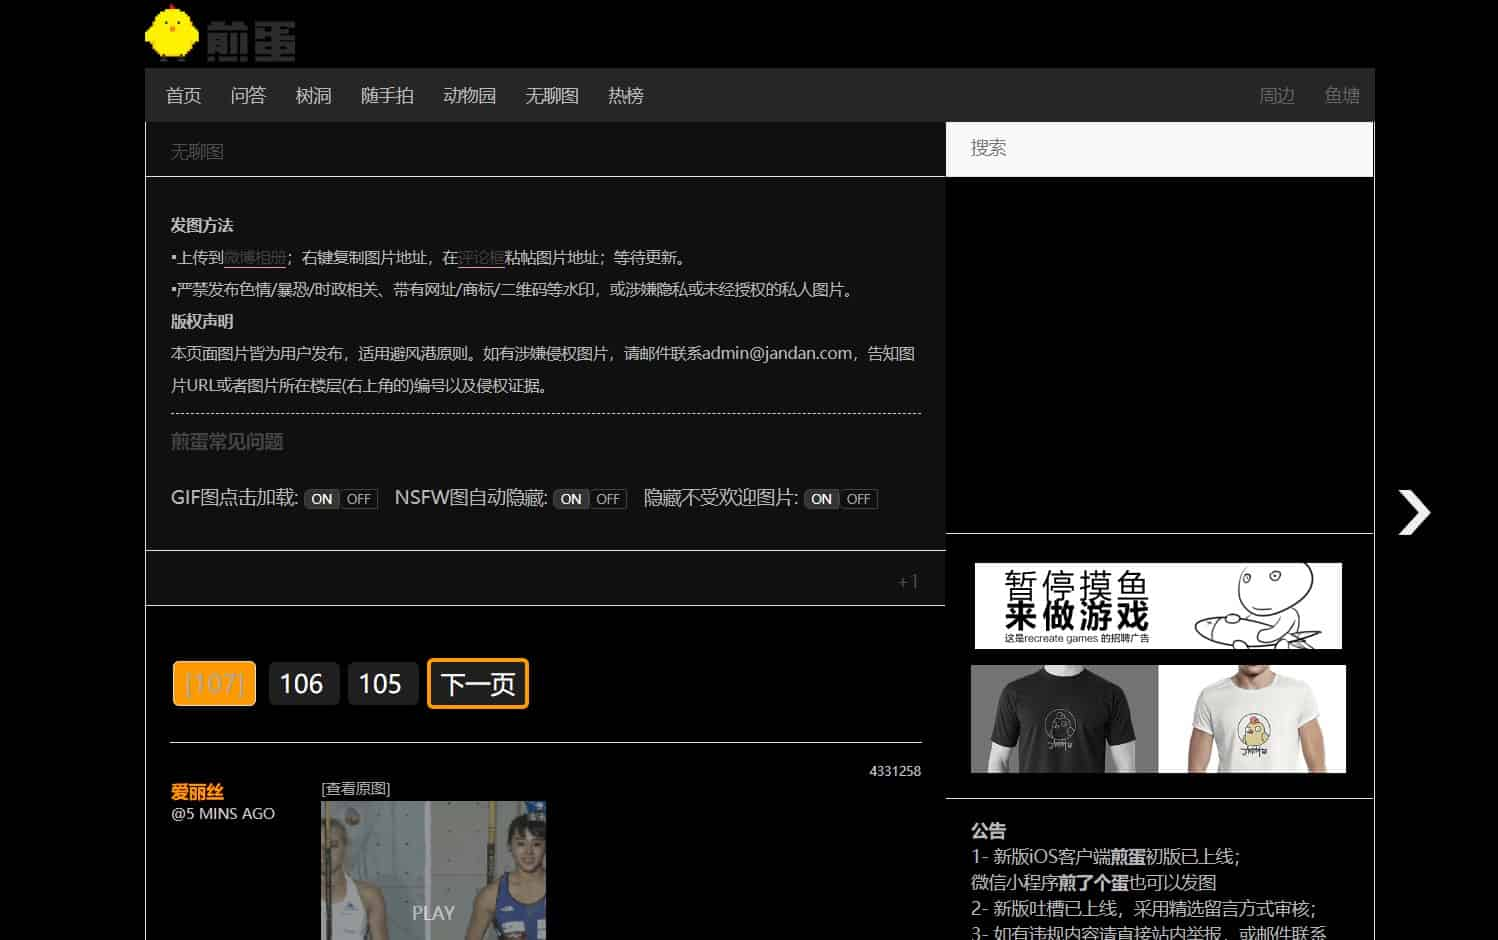 煎蛋
首页 问答 树洞 随手拍 动物园 无聊图 热榜 周边 鱼塘
无聊图
搜索
发图方法
▪上传到微博相册；右键复制图片地址，在评论框粘帖图片地址；等待更新。
▪严禁发布色情/暴恐/时政相关、带有网址/商标/二维码等水印，或涉嫌隐私或未经授权的私人图片。
版权声明
本页面图片皆为用户发布，适用避风港原则。如有涉嫌侵权图片，请邮件联系admin@jandan.com，告知图
片URL或者图片所在楼层(右上角的)编号以及侵权证据。
煎蛋常见问题
GIF图点击加载: ON OFF NSFW图自动隐藏: ON OFF 隐藏不受欢迎图片: ON OFF
+1
[107] 106 105 下一页
4331258
爱丽丝
@5 MINS AGO
[查看原图]
PLAY
暂停摸鱼
来做游戏
这是recreate games 的招聘广告
公告
1- 新版iOS客户端煎蛋初版已上线；
微信小程序煎了个蛋也可以发图
2- 新版吐槽已上线，采用精选留言方式审核；
3- 如有违规内容请直接站内举报，或邮件联系